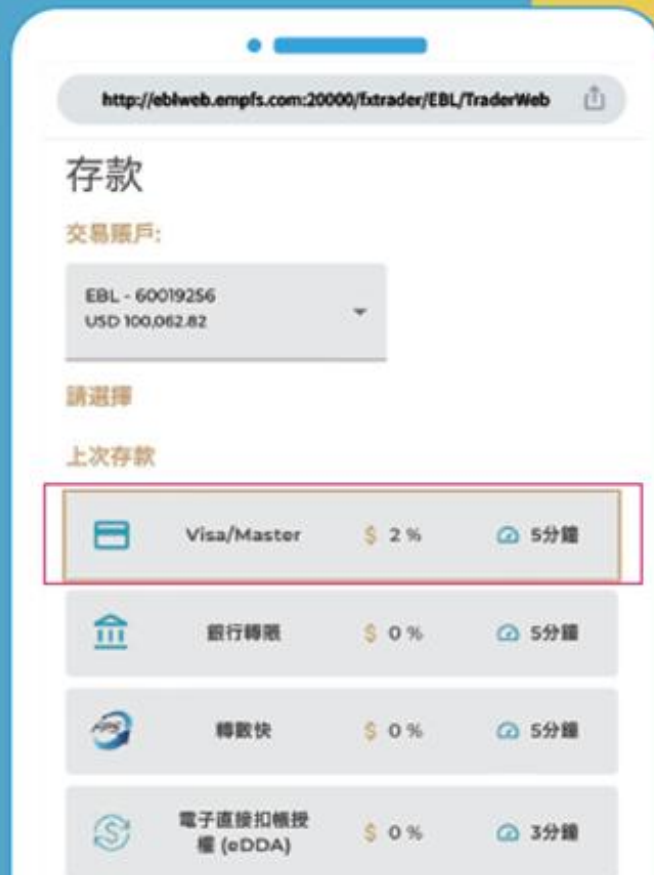 http://eblweb.empfs.com:20000/fxtrader/EBL/TraderWeb
存款
交易賬戶:
EBL - 60019256
USD 100,062.82
請選擇
上次存款
Visa/Master $ 2 % 5分鐘
銀行轉賬 $ 0 % 5分鐘
轉數快 $ 0 % 5分鐘
電子直接扣帳授
權 (eDDA) $ 0 % 3分鐘